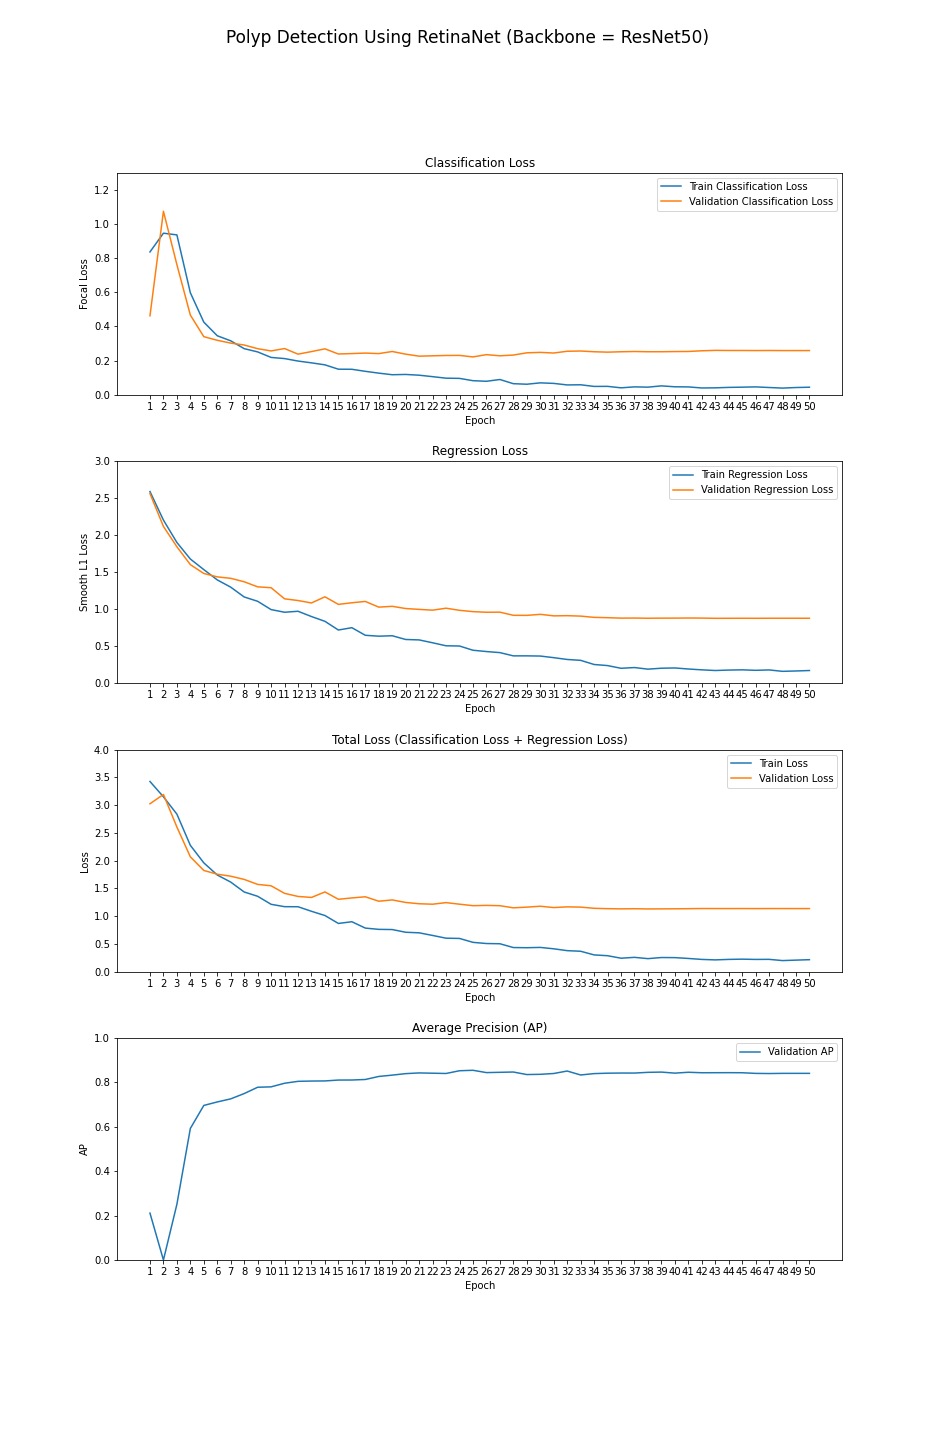 Polyp Detection Using RetinaNet (Backbone = ResNet50)
Classification Loss
Train Classification Loss
Validation Classification Loss
Focal Loss
1.2
1.0
0.8
0.6
0.4
0.2
0.0
1 2 3 4 5 6 7 8 9 10 11 12 13 14 15 16 17 18 19 20 21 22 23 24 25 26 27 28 29 30 31 32 33 34 35 36 37 38 39 40 41 42 43 44 45 46 47 48 49 50
Epoch
Regression Loss
Train Regression Loss
Validation Regression Loss
Smooth L1 Loss
3.0
2.5
2.0
1.5
1.0
0.5
0.0
1 2 3 4 5 6 7 8 9 10 11 12 13 14 15 16 17 18 19 20 21 22 23 24 25 26 27 28 29 30 31 32 33 34 35 36 37 38 39 40 41 42 43 44 45 46 47 48 49 50
Epoch
Total Loss (Classification Loss + Regression Loss)
Train Loss
Validation Loss
Loss
4.0
3.5
3.0
2.5
2.0
1.5
1.0
0.5
0.0
1 2 3 4 5 6 7 8 9 10 11 12 13 14 15 16 17 18 19 20 21 22 23 24 25 26 27 28 29 30 31 32 33 34 35 36 37 38 39 40 41 42 43 44 45 46 47 48 49 50
Epoch
Average Precision (AP)
Validation AP
AP
1.0
0.8
0.6
0.4
0.2
0.0
1 2 3 4 5 6 7 8 9 10 11 12 13 14 15 16 17 18 19 20 21 22 23 24 25 26 27 28 29 30 31 32 33 34 35 36 37 38 39 40 41 42 43 44 45 46 47 48 49 50
Epoch